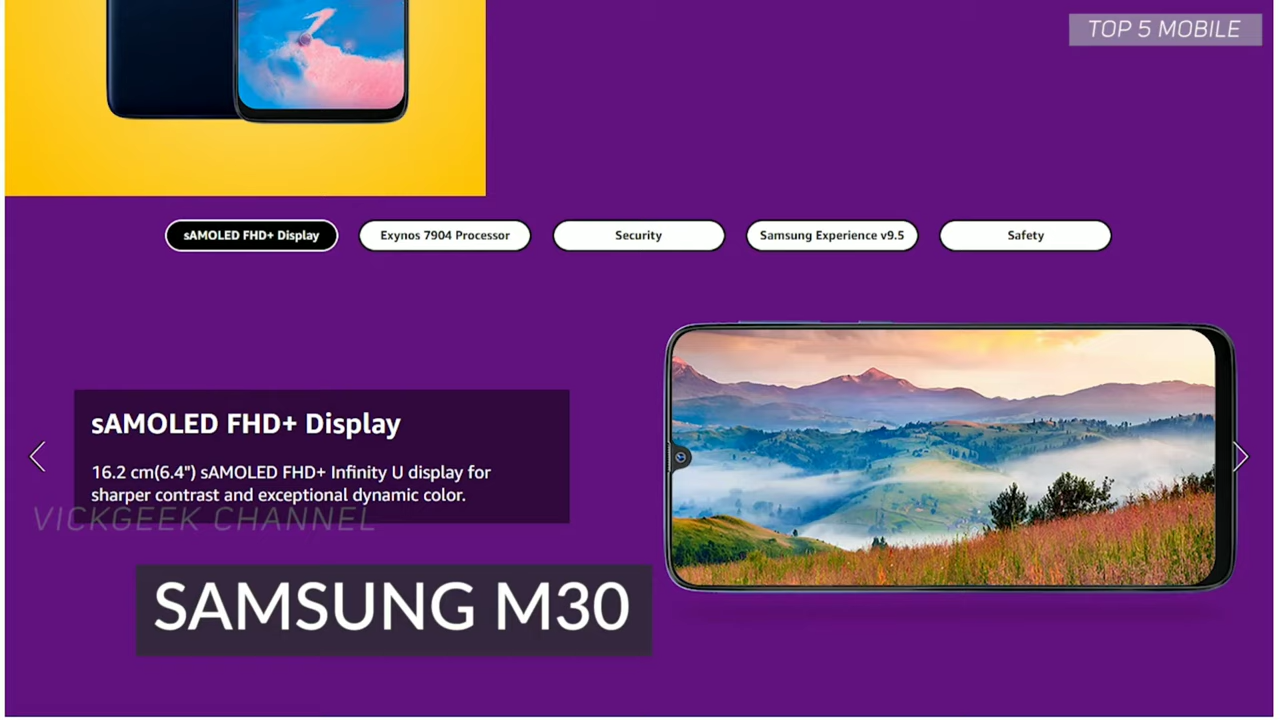 TOP 5 MOBILE
sAMOLED FHD+ Display
Exynos 7904 Processor
Security
Samsung Experience v9.5
Safety
sAMOLED FHD+ Display
16.2 cm(6.4") sAMOLED FHD+ Infinity U display for
sharper contrast and exceptional dynamic color.
VICKGEEK CHANNEL
SAMSUNG M30